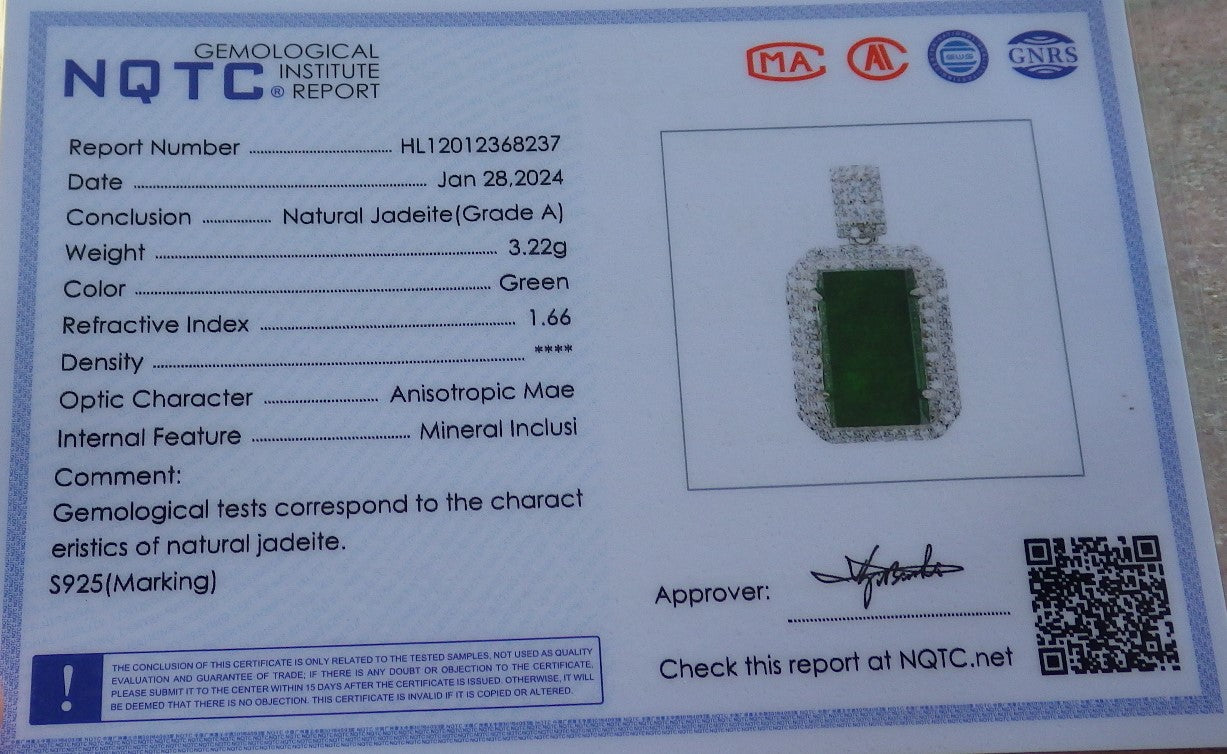 GEMOLOGICAL
NQTC® INSTITUTE
REPORT
MA
GWS
GNRS
Report Number ........ HL12012368237
Date ........ Jan 28,2024
Conclusion ........ Natural Jadeite(Grade A)
Weight ........ 3.22g
Color ........ Green
Refractive Index ........ 1.66
Density ........ ****
Optic Character ........ Anisotropic Mae
Internal Feature ........ Mineral Inclusi
Comment:
Gemological tests correspond to the charact
eristics of natural jadeite.
S925(Marking)
! THE CONCLUSION OF THIS CERTIFICATE IS ONLY RELATED TO THE TESTED SAMPLES, NOT USED AS QUALITY
EVALUATION AND GUARANTEE OF TRADE; IF THERE IS ANY DOUBT OR OBJECTION TO THE CERTIFICATE,
PLEASE SUBMIT IT TO THE CENTER WITHIN 15 DAYS AFTER THE CERTIFICATE IS ISSUED. OTHERWISE, IT WILL
BE DEEMED THAT THERE IS NO OBJECTION. THIS CERTIFICATE IS INVALID IF IT IS COPIED OR ALTERED.
Approver:
Check this report at NQTC.net